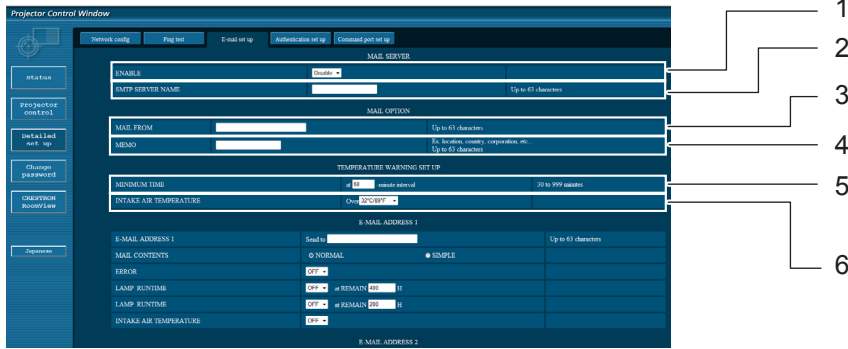 Projector Control Window
Network config Ping test E-mail set up Authentication set up Command port set up
MAIL SERVER
ENABLE Disable
SMTP SERVER NAME Up to 63 characters
MAIL OPTION
MAIL FROM Up to 63 characters
MEMO Ex. location, country, corporation, etc...
Up to 63 characters
TEMPERATURE WARNING SET UP
MINIMUM TIME at 60 -minute interval 30 to 999 minutes
INTAKE AIR TEMPERATURE Over 32°C/89°F
E-MAIL ADDRESS 1
E-MAIL ADDRESS 1 Send to Up to 63 characters
MAIL CONTENTS NORMAL SIMPLE
ERROR OFF
LAMP RUNTIME OFF at REMAIN 400 H
LAMP RUNTIME OFF at REMAIN 200 H
INTAKE AIR TEMPERATURE OFF
E-MAIL ADDRESS 2
Status
Projector
control
Detailed
set up
Change
password
CRESTRON
RoomView
Japanese
1
2
3
4
5
6